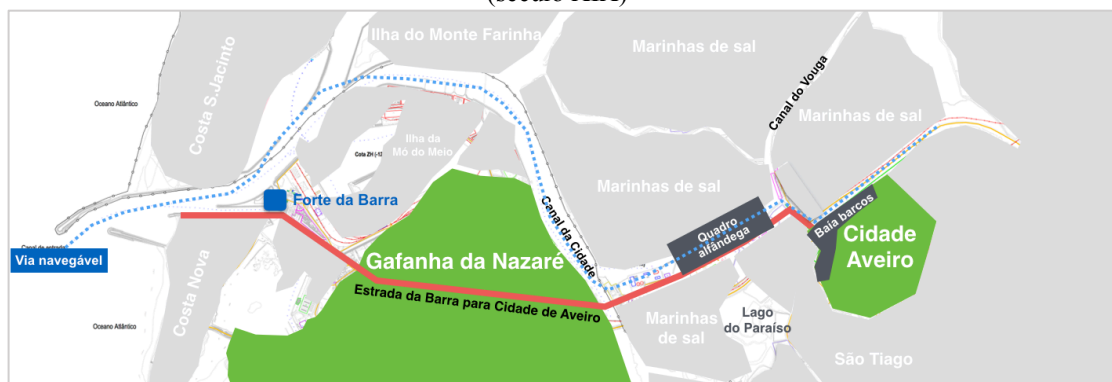 (século XIX)
Ilha do Monte Farinha
Marinhas de sal
Costa S.Jacinto
Oceano Atlântico
Canal do Vouga
Marinhas de sal
Ilha da
Mó do Meio
Marinhas de sal
Forte da Barra
Canal da Cidade
Quadro
alfândega
Baía barcos
Cidade
Aveiro
Via navegável
Gafanha da Nazaré
Estrada da Barra para Cidade de Aveiro
Costa Nova
Oceano Atlântico
Marinhas
de sal
Lago
do Paraíso
São Tiago